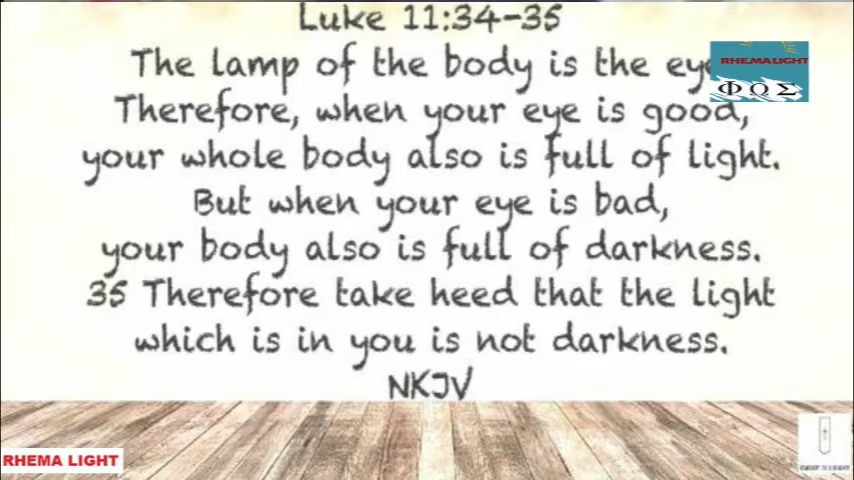 Luke 11:34-35
The lamp of the body is the eye
RHEMA LIGHT
ΦΩΣ
Therefore, when your eye is good,
your whole body also is full of light.
But when your eye is bad,
your body also is full of darkness.
35 Therefore take heed that the light
which is in you is not darkness.
NKJV
RHEMA LIGHT